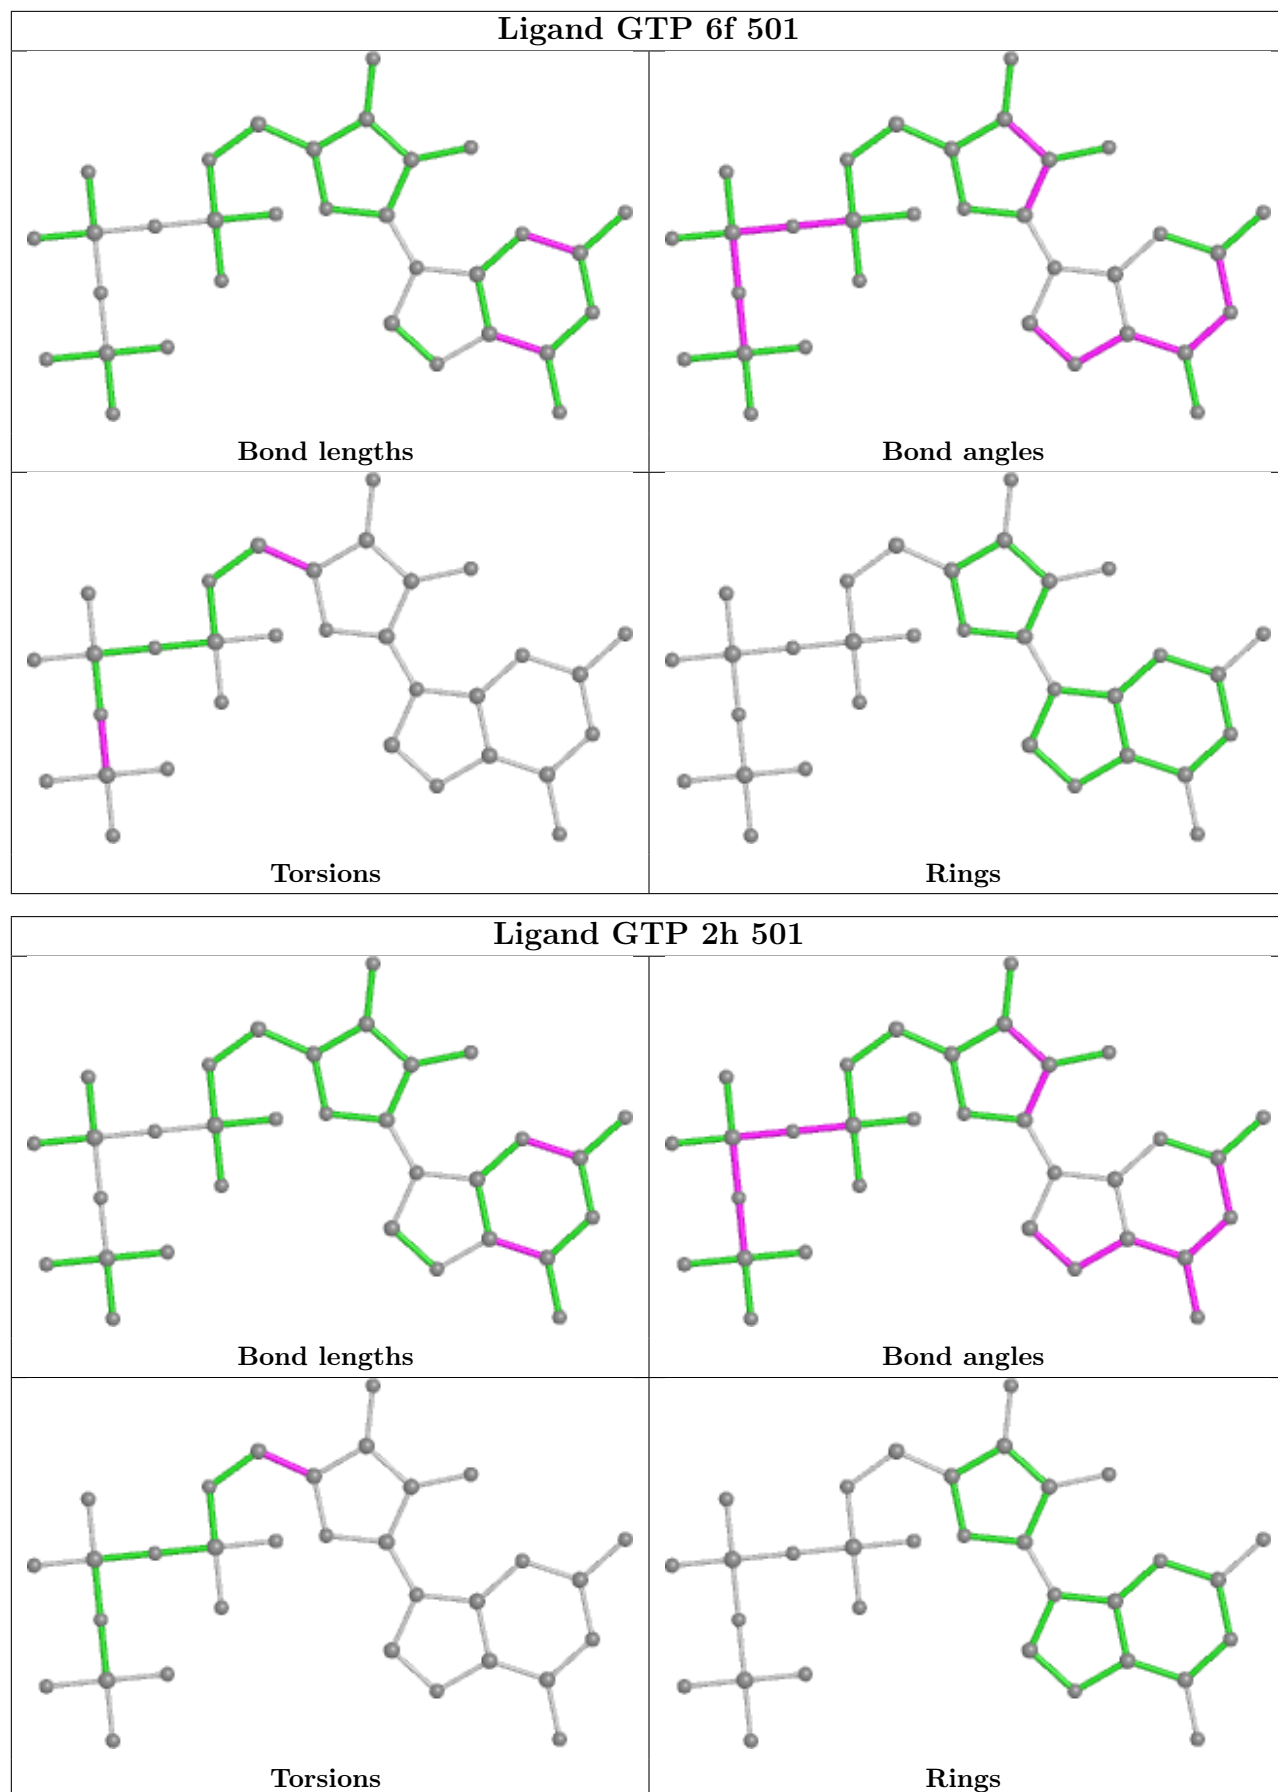 Ligand GTP 6f 501
Bond lengths
Bond angles
Torsions
Rings
Ligand GTP 2h 501
Bond lengths
Bond angles
Torsions
Rings